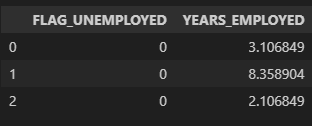 FLAG_UNEMPLOYED YEARS_EMPLOYED
0 0 3.106849
1 0 8.358904
2 0 2.106849